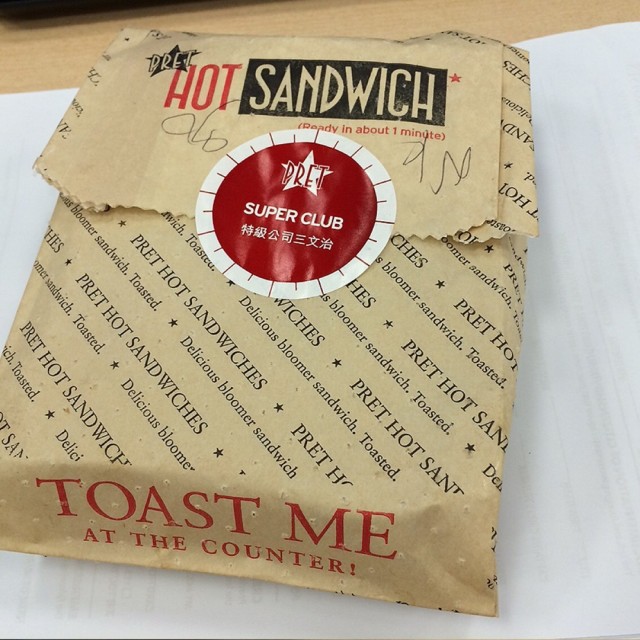 PRET
HOT SANDWICH
(Ready in about 1 minute)
PRET
SUPER CLUB
特級公司三文治
PRET HOT SANDWICHES
Delicious bloomer sandwich. Toasted.
PRET HOT SANDWICHES
Delicious bloomer sandwich. Toasted.
PRET HOT SANDWICHES
Delicious bloomer sandwich
TOAST ME
AT THE COUNTER!